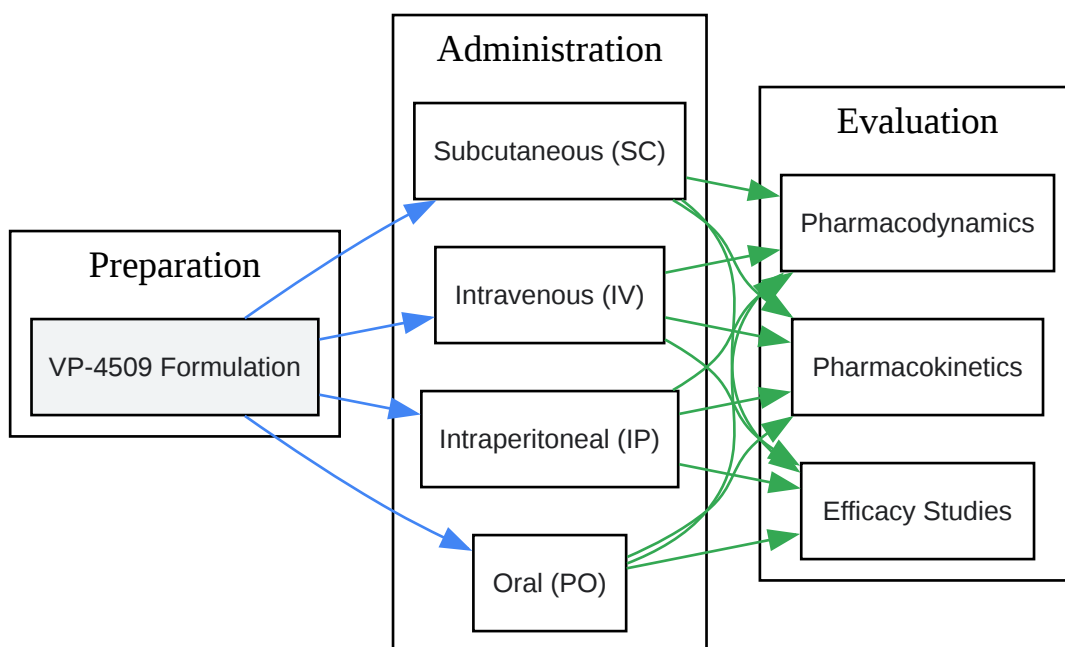 Preparation
VP-4509 Formulation
Administration
Subcutaneous (SC)
Intravenous (IV)
Intraperitoneal (IP)
Oral (PO)
Evaluation
Pharmacodynamics
Pharmacokinetics
Efficacy Studies